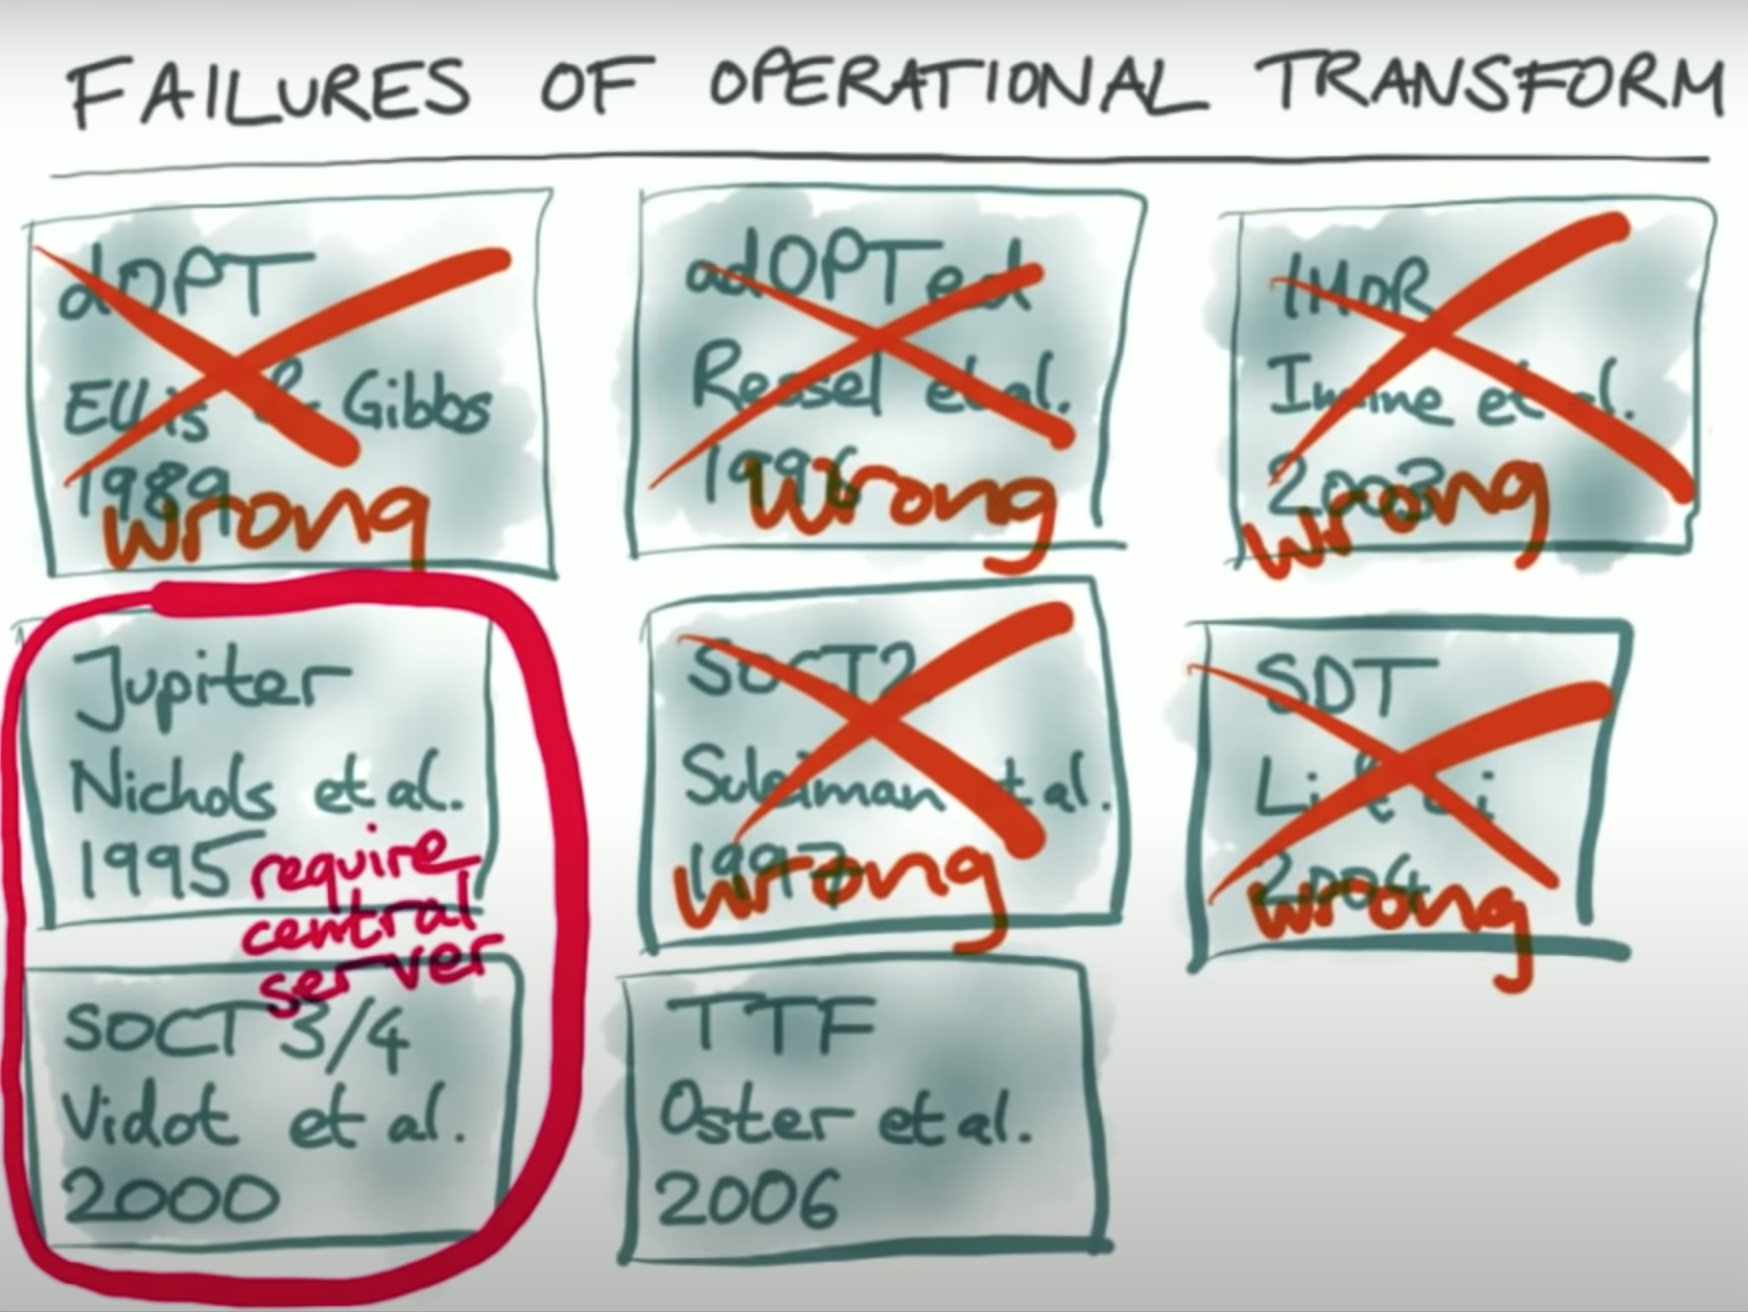 FAILURES OF OPERATIONAL TRANSFORM
dOPT
Ellis & Gibbs
1989
wrong
adOPTed
Ressel et al.
1996
wrong
IMOR
Imine et al.
2003
wrong
Jupiter
Nichols et al.
1995
require
central
server
SOCT2
Suleiman et al.
1997
wrong
SDT
Li & Li
2004
wrong
SOCT 3/4
Vidot et al.
2000
TTF
Oster et al.
2006